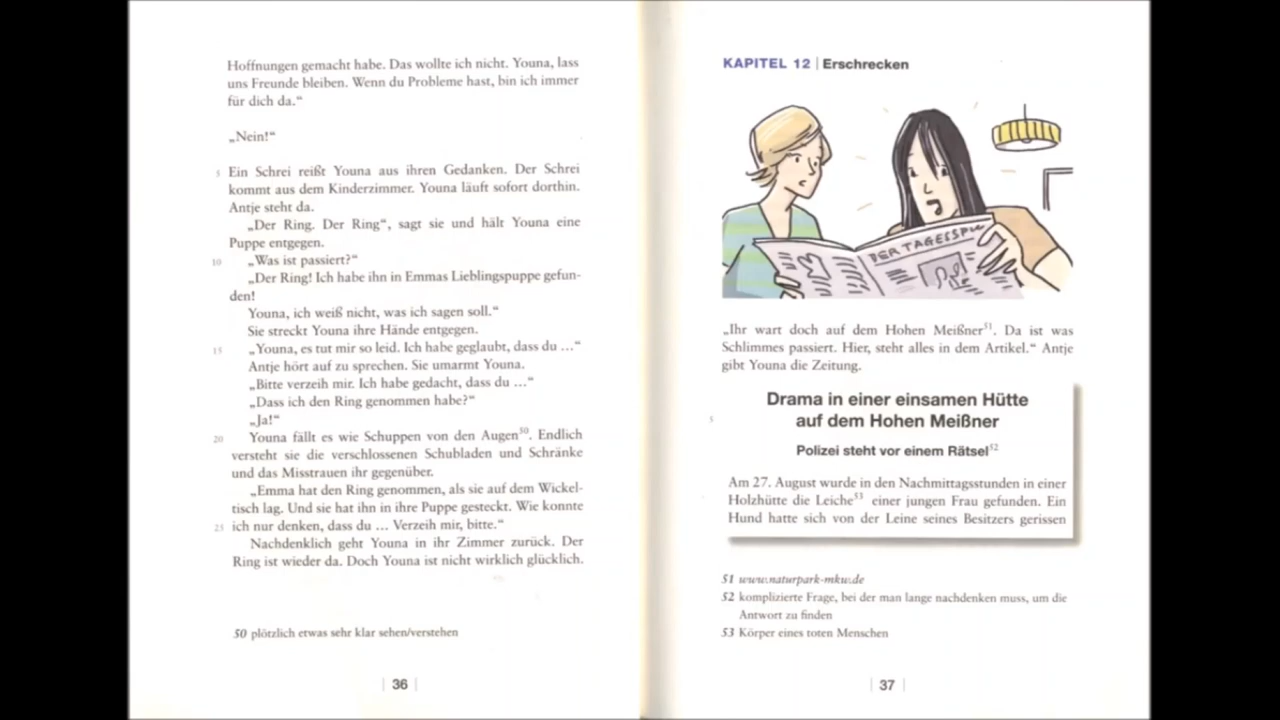 Hoffnungen gemacht habe. Das wollte ich nicht. Youna, lass
uns Freunde bleiben. Wenn du Probleme hast, bin ich immer
für dich da.“
„Nein!“
5 Ein Schrei reißt Youna aus ihren Gedanken. Der Schrei
kommt aus dem Kinderzimmer. Youna läuft sofort dorthin.
Antje steht da.
„Der Ring. Der Ring“, sagt sie und hält Youna eine
Puppe entgegen.
10 „Was ist passiert?“
„Der Ring! Ich habe ihn in Emmas Lieblingspuppe gefun-
den!
Youna, ich weiß nicht, was ich sagen soll.“
Sie streckt Youna ihre Hände entgegen.
15 „Youna, es tut mir so leid. Ich habe geglaubt, dass du ...“
Antje hört auf zu sprechen. Sie umarmt Youna.
„Bitte verzeih mir. Ich habe gedacht, dass du ...“
„Dass ich den Ring genommen habe?“
„Ja!“
20 Youna fällt es wie Schuppen von den Augen50. Endlich
versteht sie die verschlossenen Schubladen und Schränke
und das Misstrauen ihr gegenüber.
„Emma hat den Ring genommen, als sie auf dem Wickel-
tisch lag. Und sie hat ihn in ihre Puppe gesteckt. Wie konnte
25 ich nur denken, dass du ... Verzeih mir, bitte.“
Nachdenklich geht Youna in ihr Zimmer zurück. Der
Ring ist wieder da. Doch Youna ist nicht wirklich glücklich.
50 plötzlich etwas sehr klar sehen/verstehen
| 36 |
KAPITEL 12 | Erschrecken
DER TAGESSPI
„Ihr wart doch auf dem Hohen Meißner51. Da ist was
Schlimmes passiert. Hier, steht alles in dem Artikel.“ Antje
gibt Youna die Zeitung.
Drama in einer einsamen Hütte
5 auf dem Hohen Meißner
Polizei steht vor einem Rätsel52
Am 27. August wurde in den Nachmittagsstunden in einer
Holzhütte die Leiche53 einer jungen Frau gefunden. Ein
Hund hatte sich von der Leine seines Besitzers gerissen
51 www.naturpark-mkw.de
52 komplizierte Frage, bei der man lange nachdenken muss, um die
Antwort zu finden
53 Körper eines toten Menschen
| 37 |